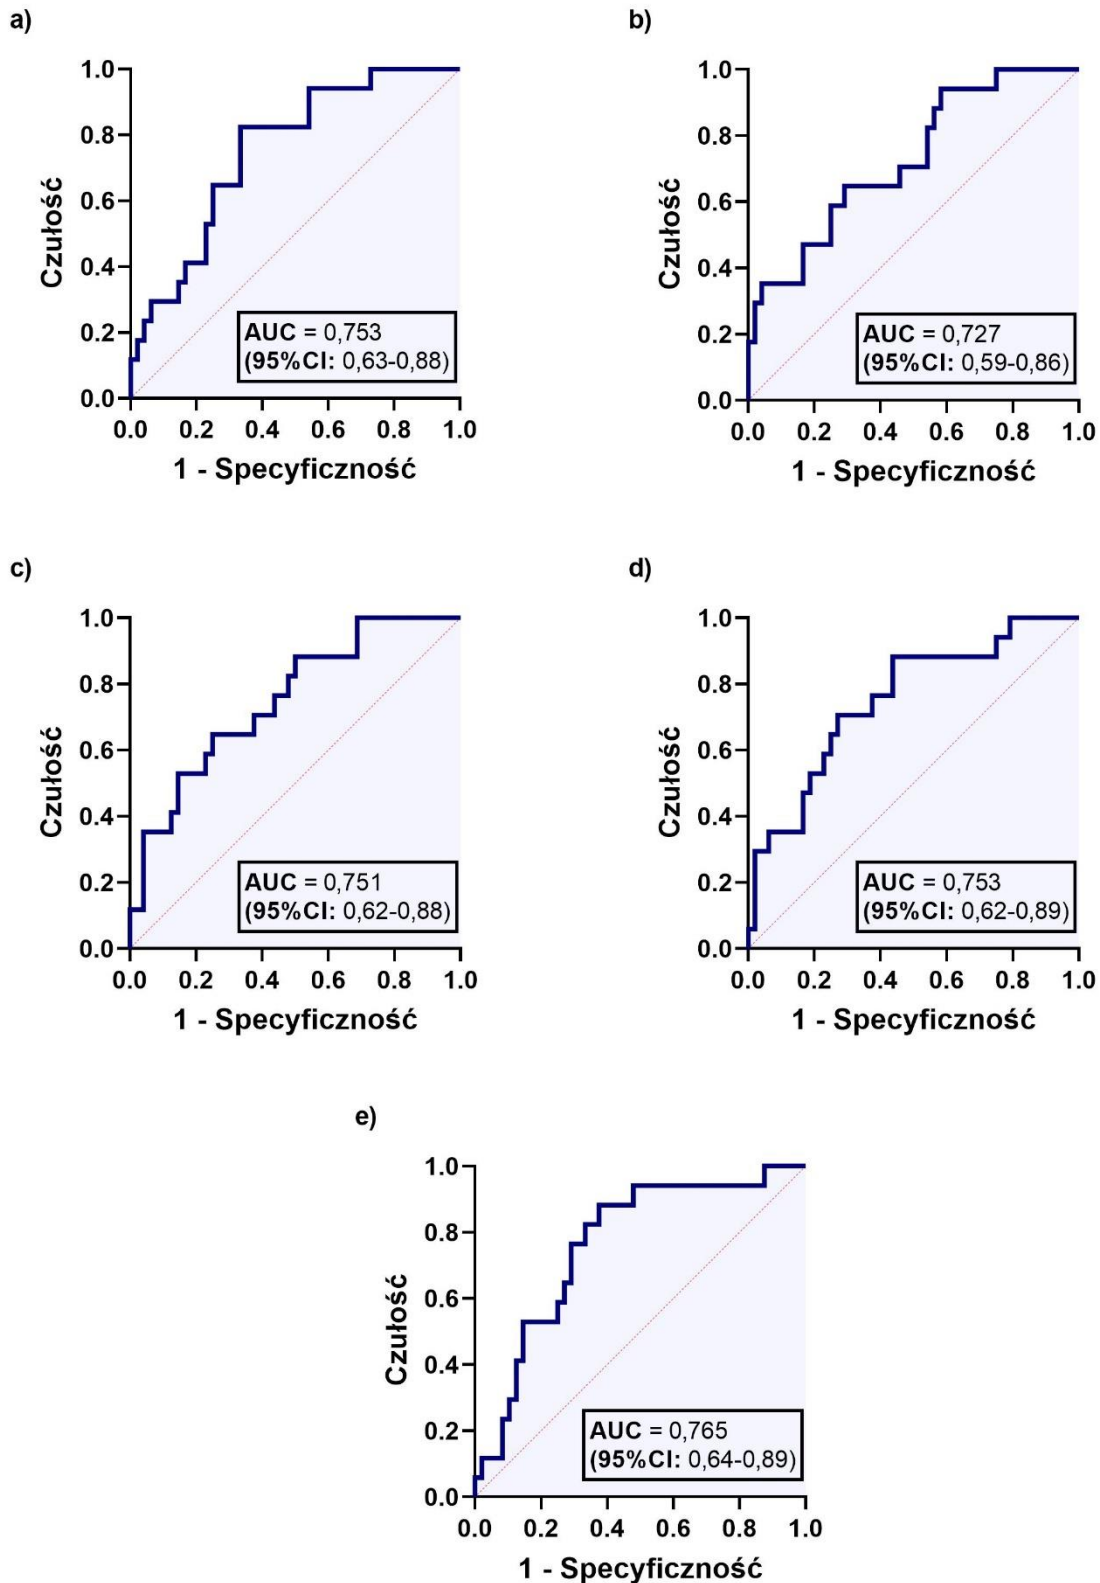 a)
1.0
0.8
0.6
0.4
0.2
0.0
Czułość
AUC = 0,753
(95%CI: 0,63-0,88)
0.0 0.2 0.4 0.6 0.8 1.0
1 - Specyficzność
b)
1.0
0.8
0.6
0.4
0.2
0.0
Czułość
AUC = 0,727
(95%CI: 0,59-0,86)
0.0 0.2 0.4 0.6 0.8 1.0
1 - Specyficzność
c)
1.0
0.8
0.6
0.4
0.2
0.0
Czułość
AUC = 0,751
(95%CI: 0,62-0,88)
0.0 0.2 0.4 0.6 0.8 1.0
1 - Specyficzność
d)
1.0
0.8
0.6
0.4
0.2
0.0
Czułość
AUC = 0,753
(95%CI: 0,62-0,89)
0.0 0.2 0.4 0.6 0.8 1.0
1 - Specyficzność
e)
1.0
0.8
0.6
0.4
0.2
0.0
Czułość
AUC = 0,765
(95%CI: 0,64-0,89)
0.0 0.2 0.4 0.6 0.8 1.0
1 - Specyficzność